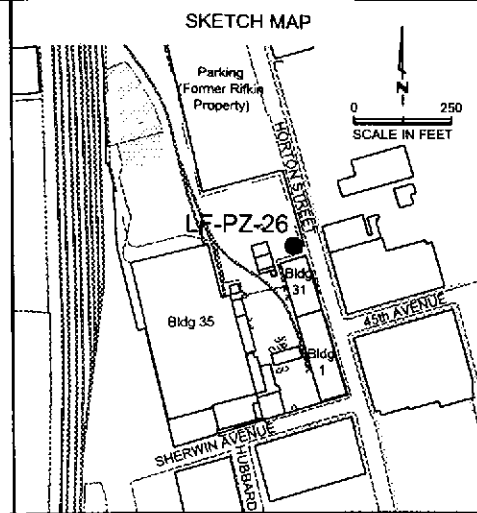 SKETCH MAP
Parking
(Former Rifkin
Property)
N
0 250
SCALE IN FEET
HORTON STREET
LF-PZ-26
Bldg
31
Bldg 35
45th AVENUE
Bldg
1
SHERWIN AVENUE
HUBBARD